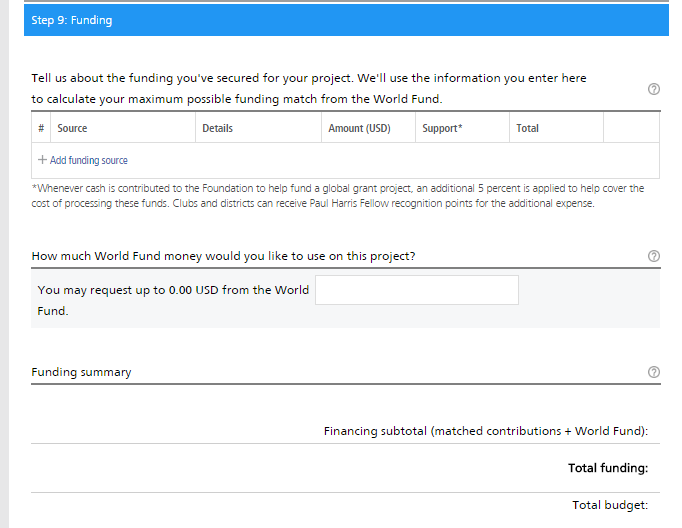 Step 9: Funding
Tell us about the funding you've secured for your project. We'll use the information you enter here
to calculate your maximum possible funding match from the World Fund.
# Source Details Amount (USD) Support* Total
+ Add funding source
*Whenever cash is contributed to the Foundation to help fund a global grant project, an additional 5 percent is applied to help cover the
cost of processing these funds. Clubs and districts can receive Paul Harris Fellow recognition points for the additional expense.
How much World Fund money would you like to use on this project?
You may request up to 0.00 USD from the World
Fund.
Funding summary
Financing subtotal (matched contributions + World Fund):
Total funding:
Total budget: